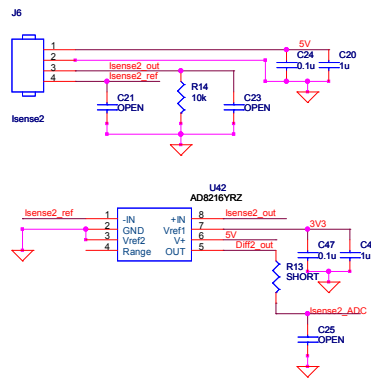 J6
1 5V
2 C24 C20
0.1u 1u
3 Isense2_out
4 Isense2_ref
R14
10k
C21
OPEN
C23
OPEN
Isense2
U42
AD8216YRZ
Isense2_ref 1 -IN +IN 8 Isense2_out
2 GND Vref1 7 3V3
3 Vref2 V+ 6 5V
4 Range OUT 5 Diff2_out
C47
0.1u
R13
SHORT
Isense2_ADC
C25
OPEN